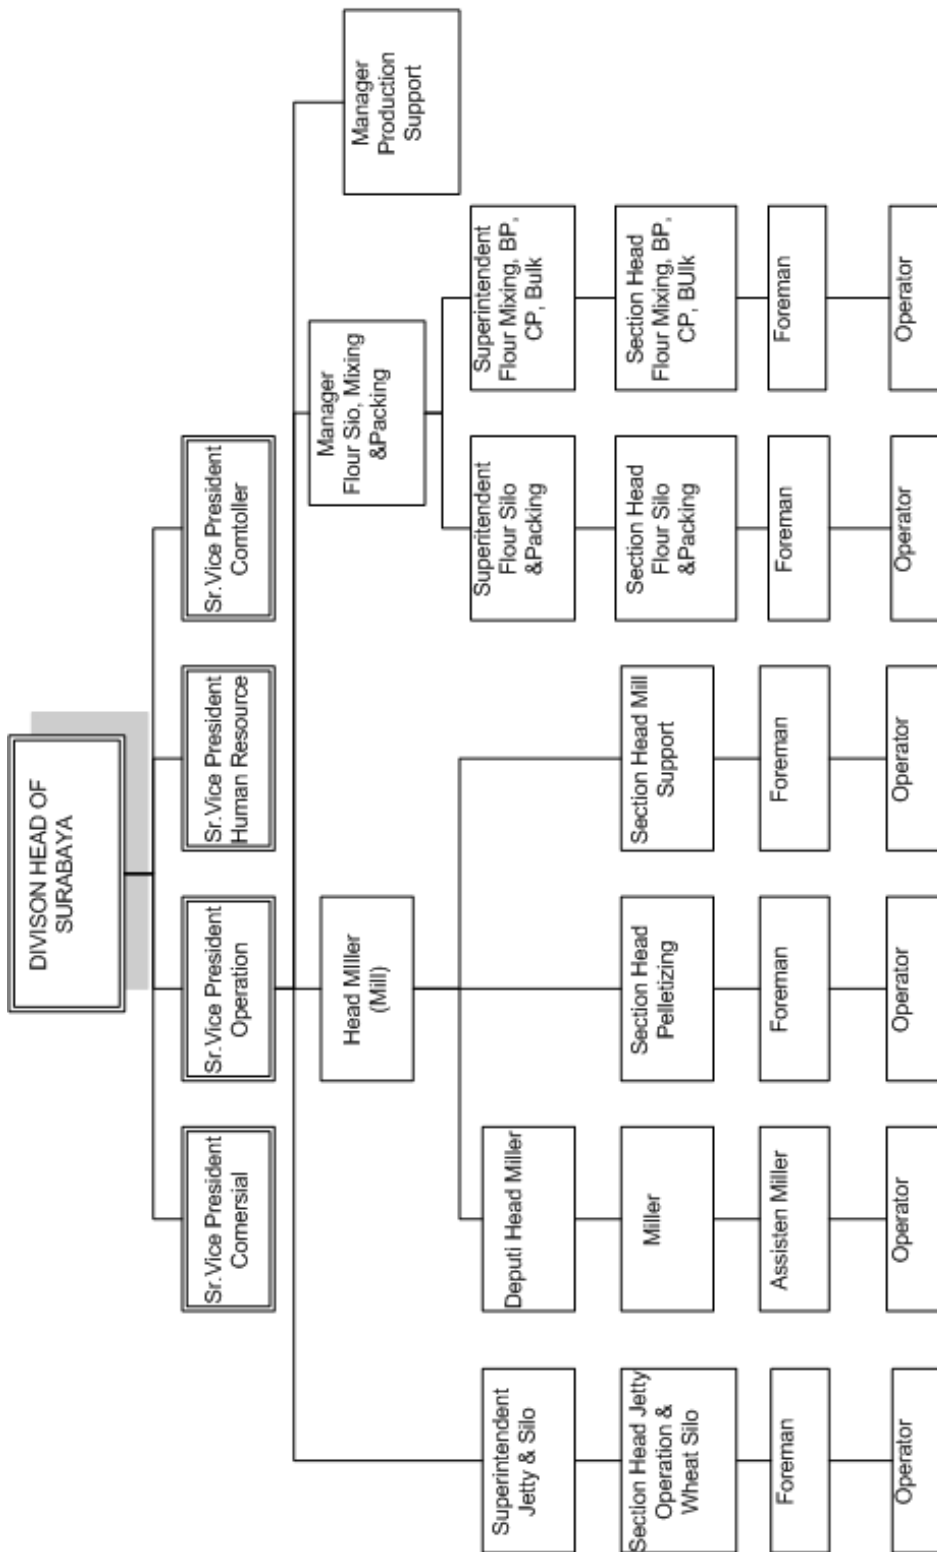 DIVISON HEAD OF
SURABAYA
Sr.Vice President
Comersial
Sr.Vice President
Operation
Sr.Vice President
Human Resource
Sr.Vice President
Comtoller
Head MIller
(Mill)
Manager
Flour Sio, Mixing
&Packing
Manager
Production
Support
Superintendent
Jetty & Silo
Deputi Head Miller
Superitendent
Flour Silo
&Packing
Superintendent
Flour Mixing, BP,
CP, Bulk
Section Head Jetty
Operation &
Wheat Silo
Miller
Section Head
Pelletizing
Section Head Mill
Support
Section Head
Flour Silo
&Packing
Section Head
Flour Mixing, BP,
CP, BUlk
Foreman
Assisten Miller
Foreman
Foreman
Foreman
Foreman
Operator
Operator
Operator
Operator
Operator
Operator